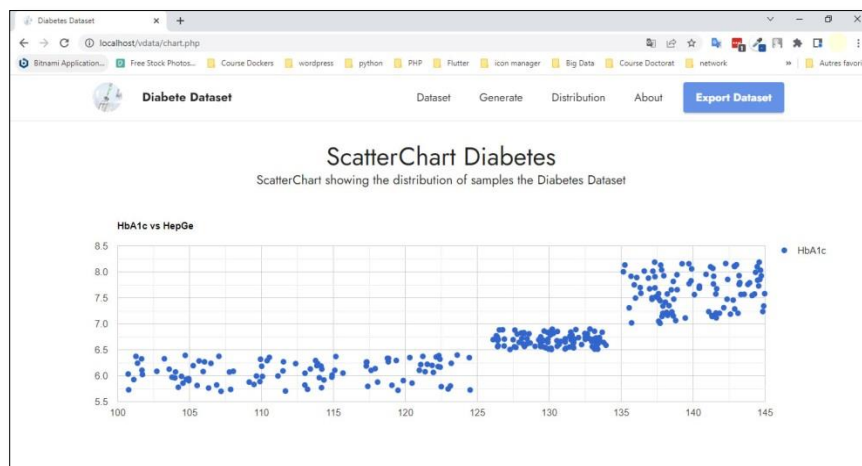 Diabetes Dataset
localhost/vdata/chart.php
Bitnami Application... Free Stock Photos... Course Dockers wordpress python PHP Flutter icon manager Big Data Course Doctorat network » Autres favori
Diabete Dataset Dataset Generate Distribution About Export Dataset
ScatterChart Diabetes
ScatterChart showing the distribution of samples the Diabetes Dataset
HbA1c vs HepGe
8.5
HbA1c
8.0
7.5
7.0
6.5
6.0
5.5
100 105 110 115 120 125 130 135 140 145